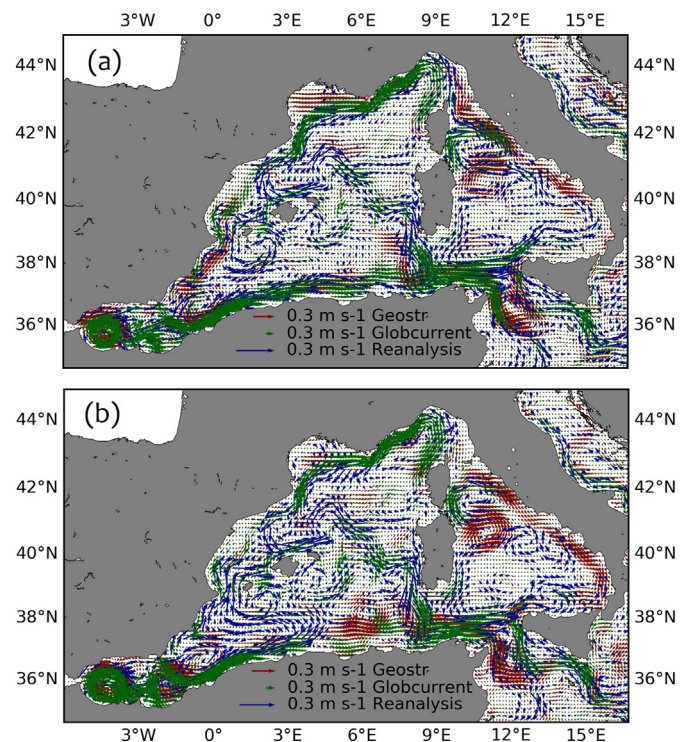 3°W 0° 3°E 6°E 9°E 12°E 15°E
(a)
44°N 44°N
42°N 42°N
40°N 40°N
38°N 38°N
36°N 36°N
0.3 m s-1 Geostr
0.3 m s-1 Globcurrent
0.3 m s-1 Reanalysis
(b)
44°N 44°N
42°N 42°N
40°N 40°N
38°N 38°N
36°N 36°N
0.3 m s-1 Geostr
0.3 m s-1 Globcurrent
0.3 m s-1 Reanalysis
3°W 0° 3°E 6°E 9°E 12°E 15°E